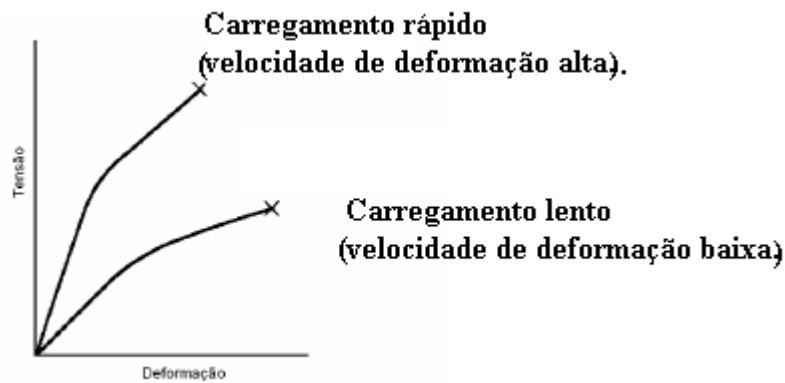 Carregamento rápido
(velocidade de deformação alta).
Tensão
Carregamento lento
(velocidade de deformação baixa)
Deformação